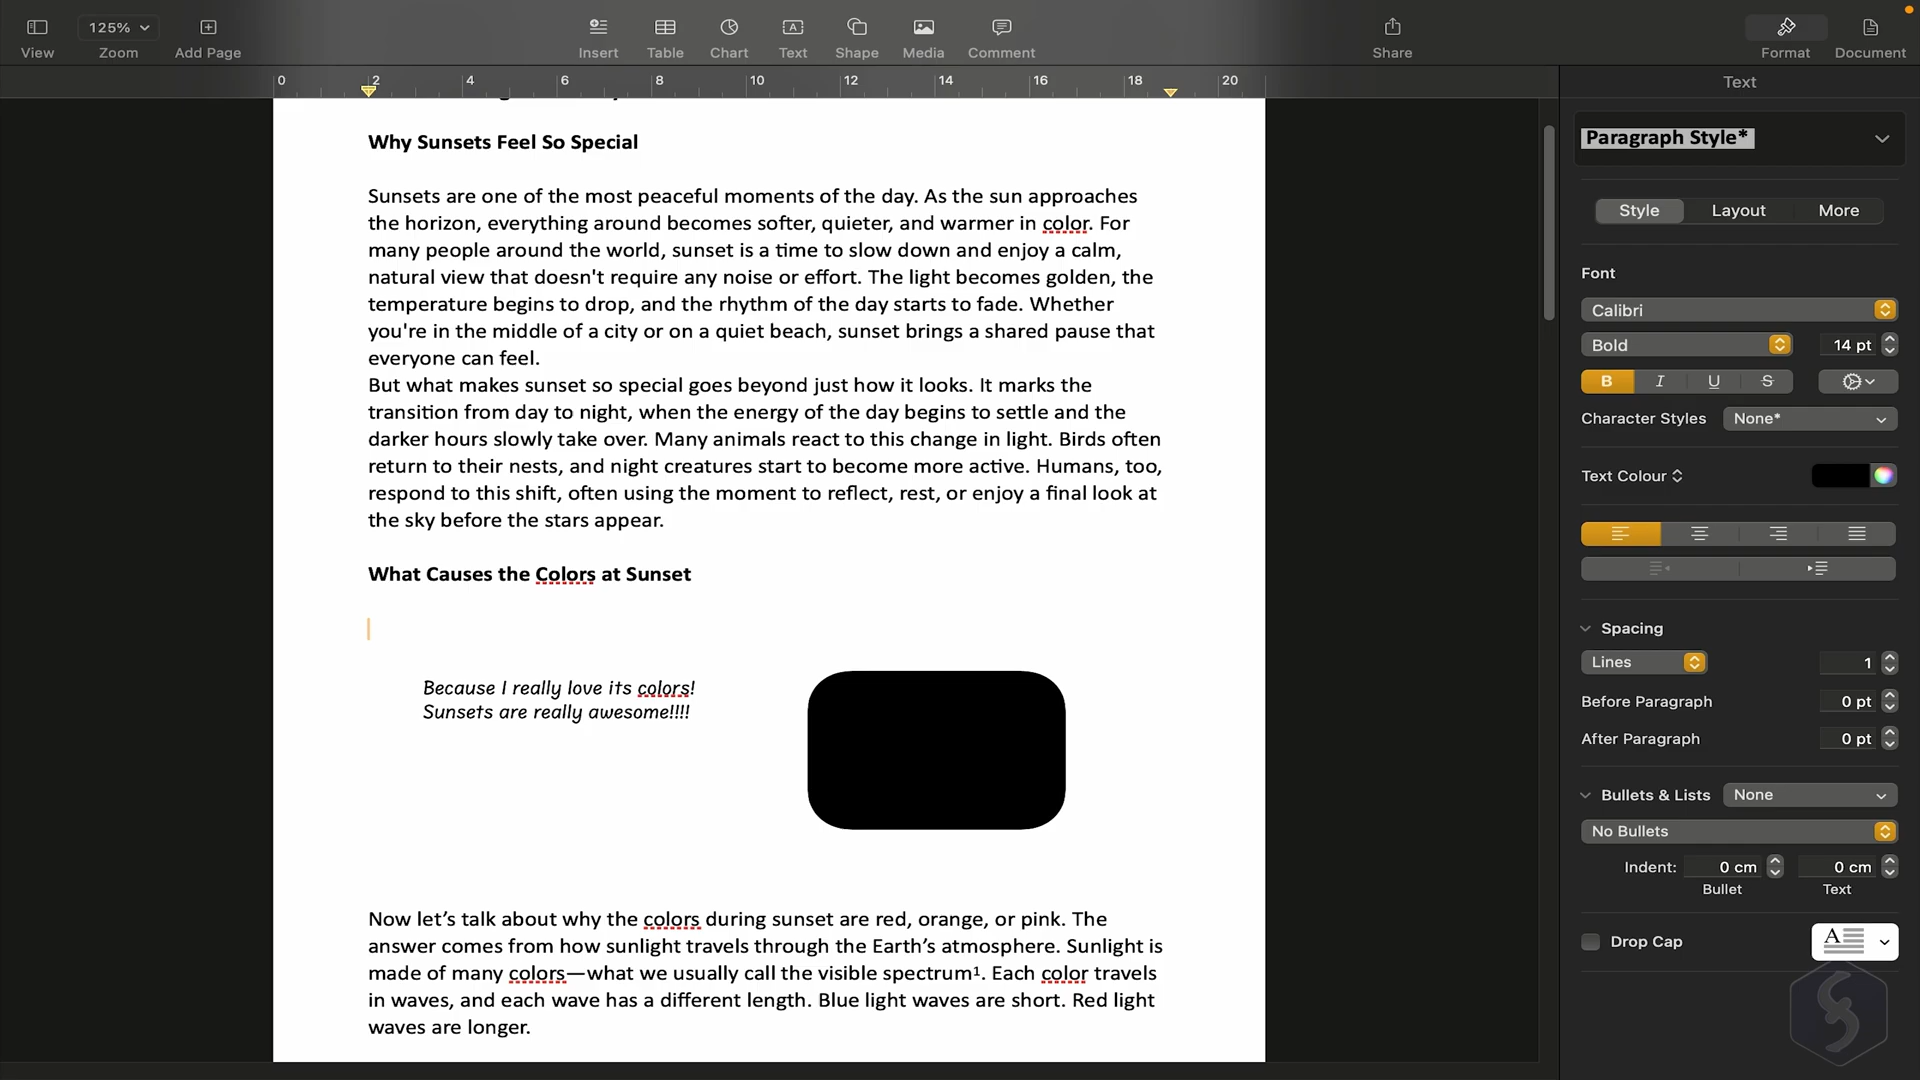 View
125%
Zoom
Add Page
Insert
Table
Chart
Text
Shape
Media
Comment
Share
Format
Document
0 2 4 6 8 10 12 14 16 18 20
Text
Why Sunsets Feel So Special
Sunsets are one of the most peaceful moments of the day. As the sun approaches
the horizon, everything around becomes softer, quieter, and warmer in color. For
many people around the world, sunset is a time to slow down and enjoy a calm,
natural view that doesn't require any noise or effort. The light becomes golden, the
temperature begins to drop, and the rhythm of the day starts to fade. Whether
you're in the middle of a city or on a quiet beach, sunset brings a shared pause that
everyone can feel.
But what makes sunset so special goes beyond just how it looks. It marks the
transition from day to night, when the energy of the day begins to settle and the
darker hours slowly take over. Many animals react to this change in light. Birds often
return to their nests, and night creatures start to become more active. Humans, too,
respond to this shift, often using the moment to reflect, rest, or enjoy a final look at
the sky before the stars appear.
What Causes the Colors at Sunset
Because I really love its colors!
Sunsets are really awesome!!!!
Now let’s talk about why the colors during sunset are red, orange, or pink. The
answer comes from how sunlight travels through the Earth’s atmosphere. Sunlight is
made of many colors—what we usually call the visible spectrum¹. Each color travels
in waves, and each wave has a different length. Blue light waves are short. Red light
waves are longer.
Paragraph Style*
Style Layout More
Font
Calibri
Bold 14 pt
B I U S
Character Styles None*
Text Colour
Spacing
Lines 1
Before Paragraph 0 pt
After Paragraph 0 pt
Bullets & Lists None
No Bullets
Indent: 0 cm 0 cm
Bullet Text
Drop Cap A